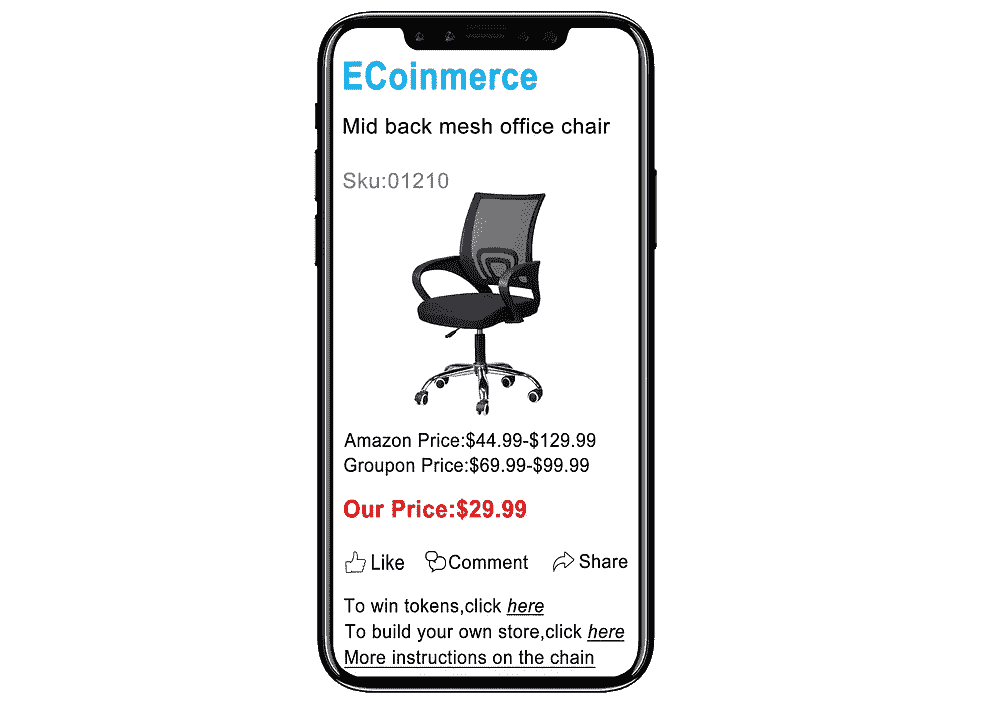 ECoinmerce
Mid back mesh office chair
Sku:01210
Amazon Price:$44.99-$129.99
Groupon Price:$69.99-$99.99
Our Price:$29.99
Like Comment Share
To win tokens,click here
To build your own store,click here
More instructions on the chain